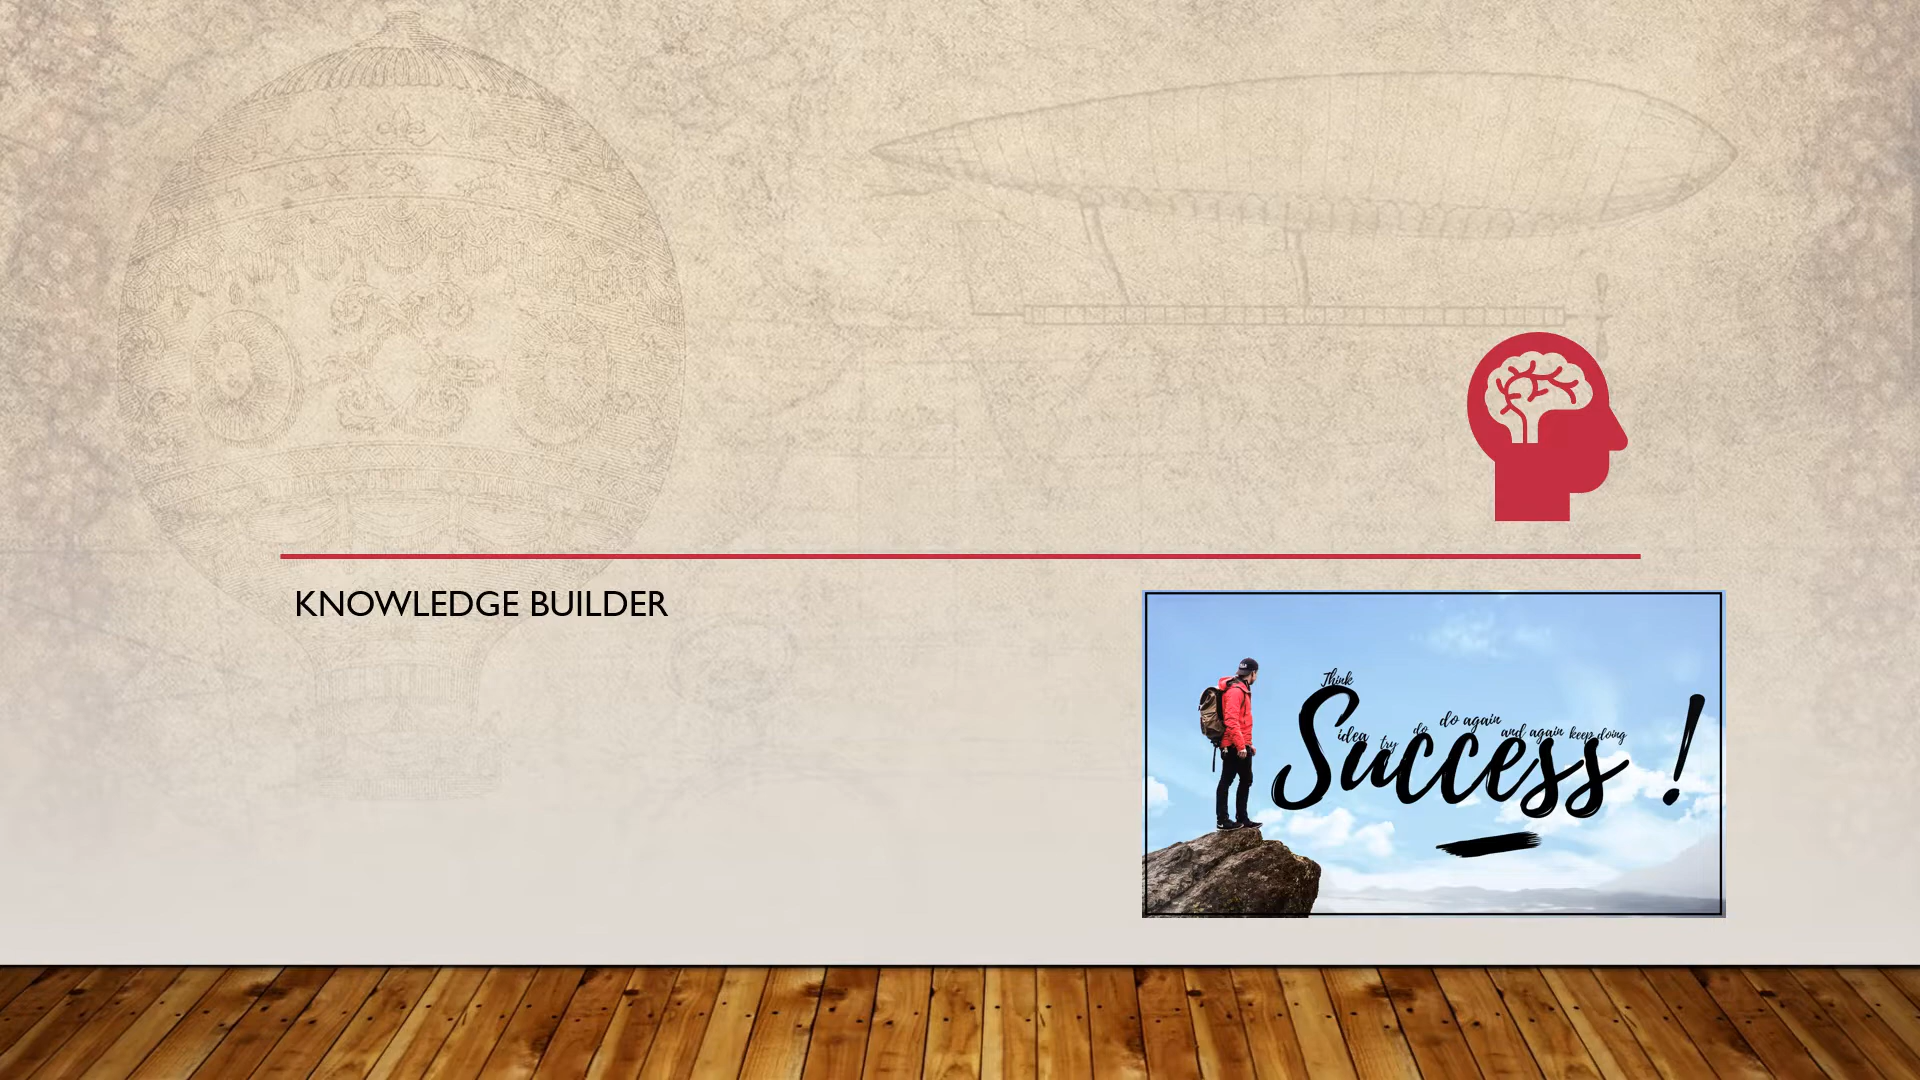 KNOWLEDGE BUILDER
Think
idea try do do again and again keep doing
Success !